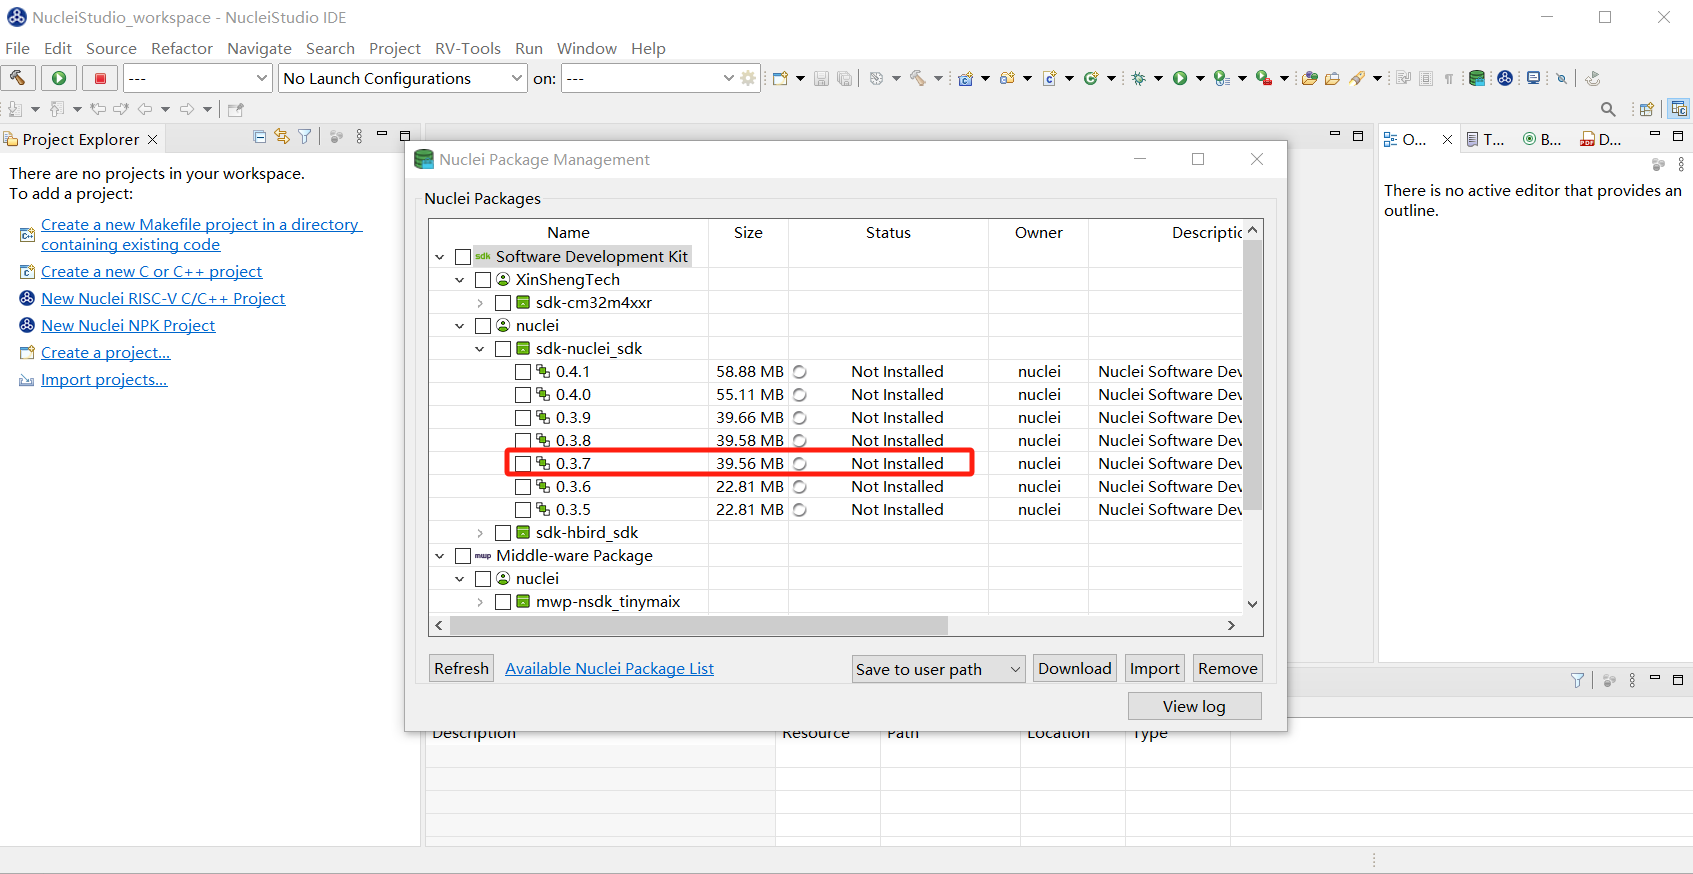 NucleiStudio_workspace - NucleiStudio IDE
File Edit Source Refactor Navigate Search Project RV-Tools Run Window Help
--- No Launch Configurations on: ---
Project Explorer
There are no projects in your workspace.
To add a project:
Create a new Makefile project in a directory
containing existing code
Create a new C or C++ project
New Nuclei RISC-V C/C++ Project
New Nuclei NPK Project
Create a project...
Import projects...
Nuclei Package Management
Nuclei Packages
Name Size Status Owner Descriptic
sdk Software Development Kit
XinShengTech
sdk-cm32m4xxr
nuclei
sdk-nuclei_sdk
0.4.1 58.88 MB Not Installed nuclei Nuclei Software Dev
0.4.0 55.11 MB Not Installed nuclei Nuclei Software Dev
0.3.9 39.66 MB Not Installed nuclei Nuclei Software Dev
0.3.8 39.58 MB Not Installed nuclei Nuclei Software Dev
0.3.7 39.56 MB Not Installed nuclei Nuclei Software Dev
0.3.6 22.81 MB Not Installed nuclei Nuclei Software Dev
0.3.5 22.81 MB Not Installed nuclei Nuclei Software Dev
sdk-hbird_sdk
mwp Middle-ware Package
nuclei
mwp-nsdk_tinymaix
Refresh Available Nuclei Package List Save to user path Download Import Remove
View log
O... T... B... PDF D...
There is no active editor that provides an
outline.
Description Resource Path Location Type